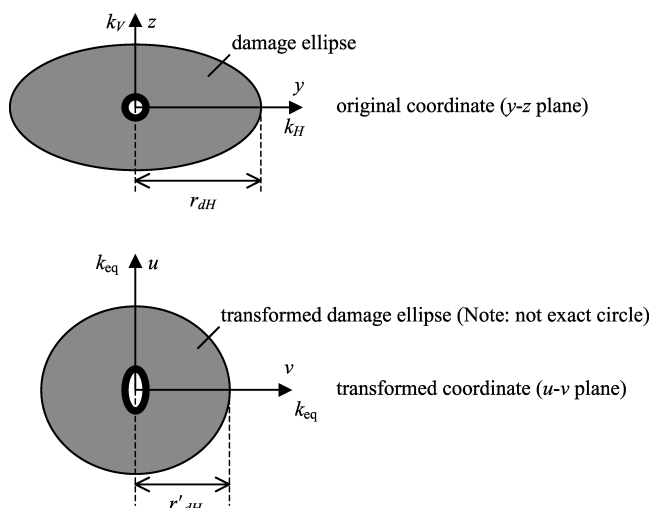 k_V z
damage ellipse
y
original coordinate (y-z plane)
k_H
r_dH
k_eq u
transformed damage ellipse (Note: not exact circle)
v
transformed coordinate (u-v plane)
k_eq
r'_dH